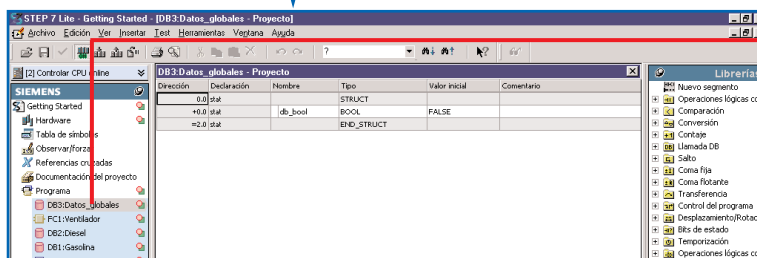 STEP 7 Lite - Getting Started - [DB3:Datos_globales - Proyecto]
Archivo Edición Ver Insertar Test Herramientas Ventana Ayuda
?
[2] Controlar CPU online
SIEMENS
Getting Started
Hardware
Tabla de símbolos
Observar/forzar
Referencias cruzadas
Documentación del proyecto
Programa
DB3:Datos_globales
FC1:Ventilador
DB2:Diesel
DB1:Gasolina
DB3:Datos_globales - Proyecto
Dirección Declaración Nombre Tipo Valor inicial Comentario
0.0 stat STRUCT
+0.0 stat db_bool BOOL FALSE
=2.0 stat END_STRUCT
Librerías
Nuevo segmento
Operaciones lógicas co
Comparación
Conversión
Contaje
Llamada DB
Salto
Coma fija
Coma flotante
Transferencia
Control del programa
Desplazamiento/Rotac
Bits de estado
Temporización
Operaciones lógicas co